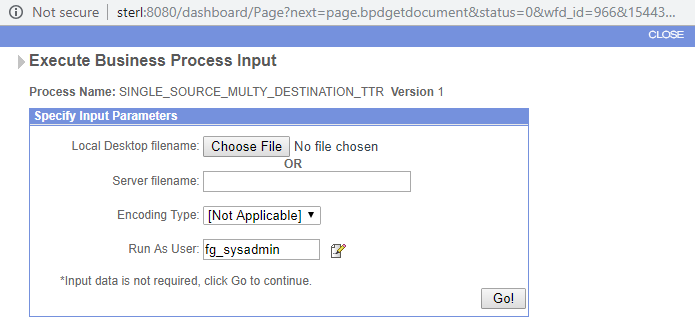 Not secure | sterl:8080/dashboard/Page?next=page.bpdgetdocument&status=0&wfd_id=966&15443...
CLOSE
Execute Business Process Input
Process Name: SINGLE_SOURCE_MULTY_DESTINATION_TTR Version 1
Specify Input Parameters
Local Desktop filename: Choose File No file chosen
OR
Server filename:
Encoding Type: [Not Applicable]
Run As User: fg_sysadmin
*Input data is not required, click Go to continue.
Go!